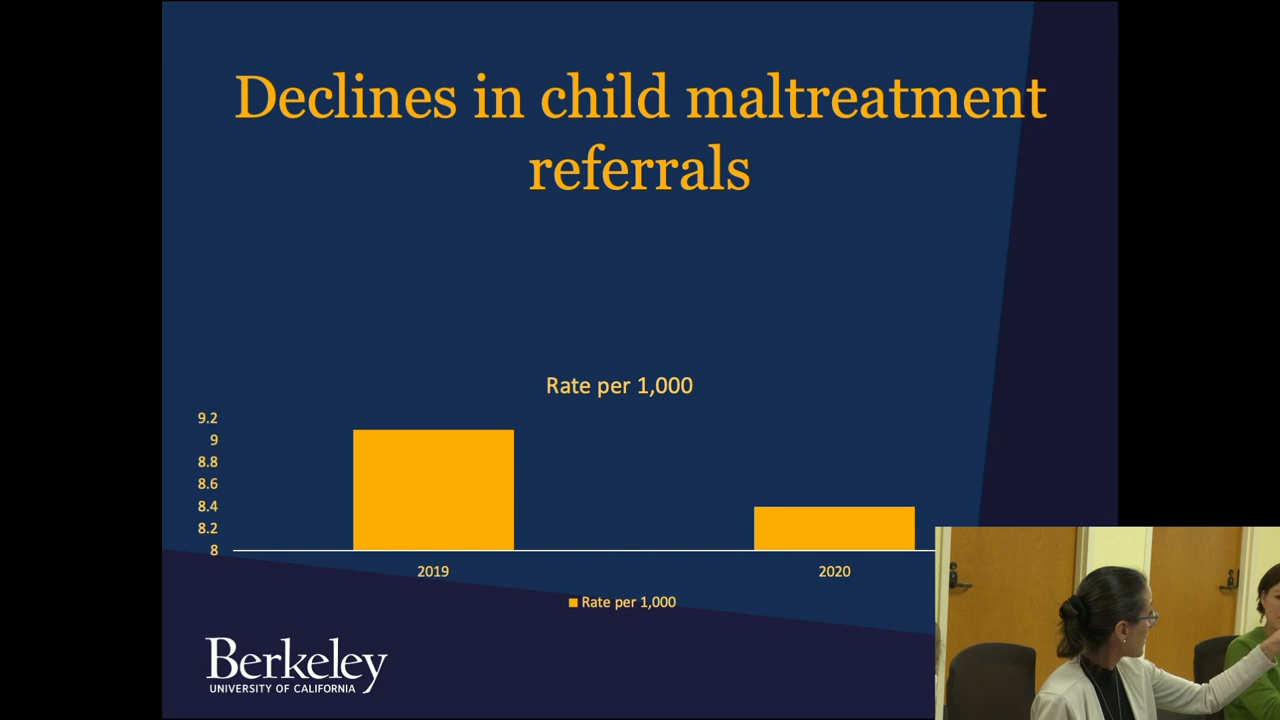 Declines in child maltreatment
referrals
Rate per 1,000
9.2
9
8.8
8.6
8.4
8.2
8
2019 2020
Rate per 1,000
Berkeley
UNIVERSITY OF CALIFORNIA